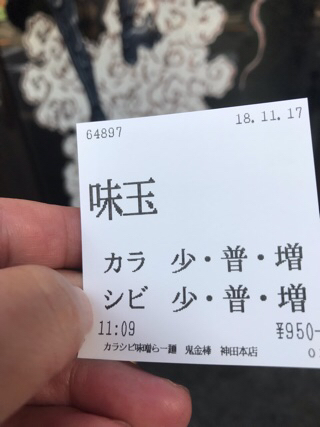 64897 18.11.17
味玉
カラ 少・普・増
シビ 少・普・増
11:09 ¥950-
カラシビ味噌らー麺 鬼金棒 神田本店